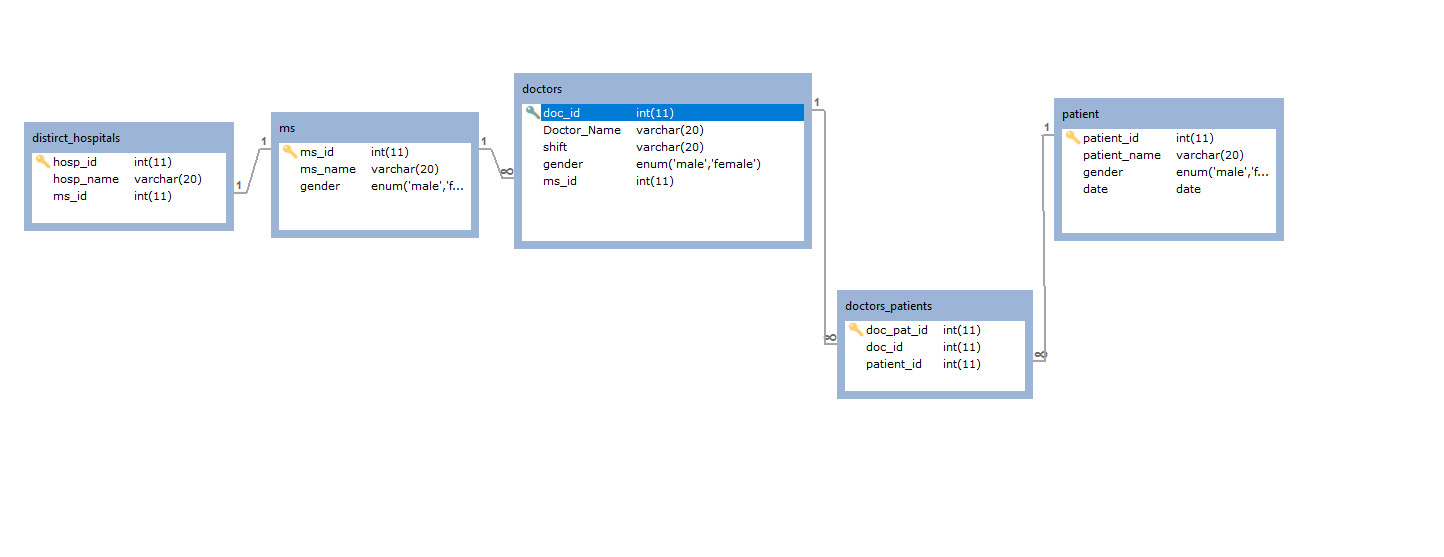 distirct_hospitals
hosp_id int(11)
hosp_name varchar(20)
ms_id int(11)
1
1
ms
ms_id int(11)
ms_name varchar(20)
gender enum('male','f...
1
∞
doctors
doc_id int(11)
Doctor_Name varchar(20)
shift varchar(20)
gender enum('male','female')
ms_id int(11)
1
∞
doctors_patients
doc_pat_id int(11)
doc_id int(11)
patient_id int(11)
∞
1
patient
patient_id int(11)
patient_name varchar(20)
gender enum('male','f...
date date